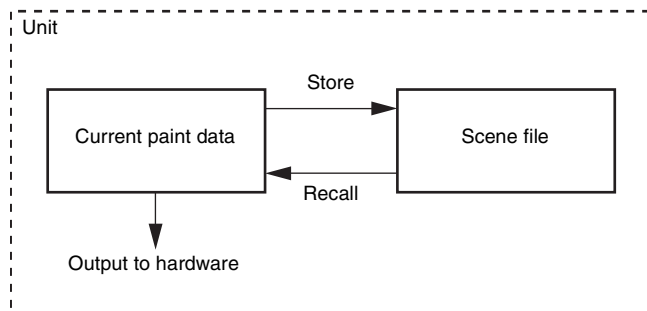 Unit
Store
Current paint data
Scene file
Recall
Output to hardware